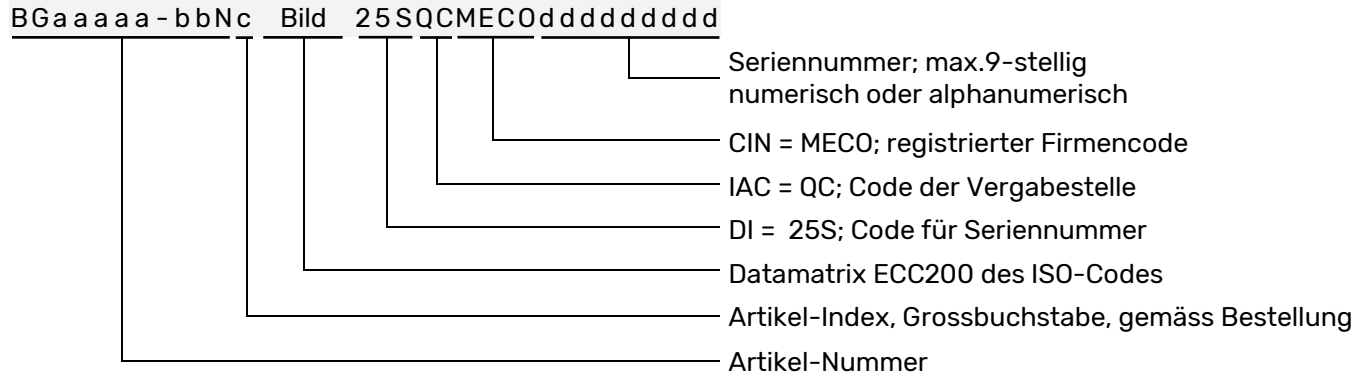 BGaaaaa-bbNc Bild 25SQCMECOddddddddd
Seriennummer; max.9-stellig
numerisch oder alphanumerisch
CIN = MECO; registrierter Firmencode
IAC = QC; Code der Vergabestelle
DI = 25S; Code für Seriennummer
Datamatrix ECC200 des ISO-Codes
Artikel-Index, Grossbuchstabe, gemäss Bestellung
Artikel-Nummer